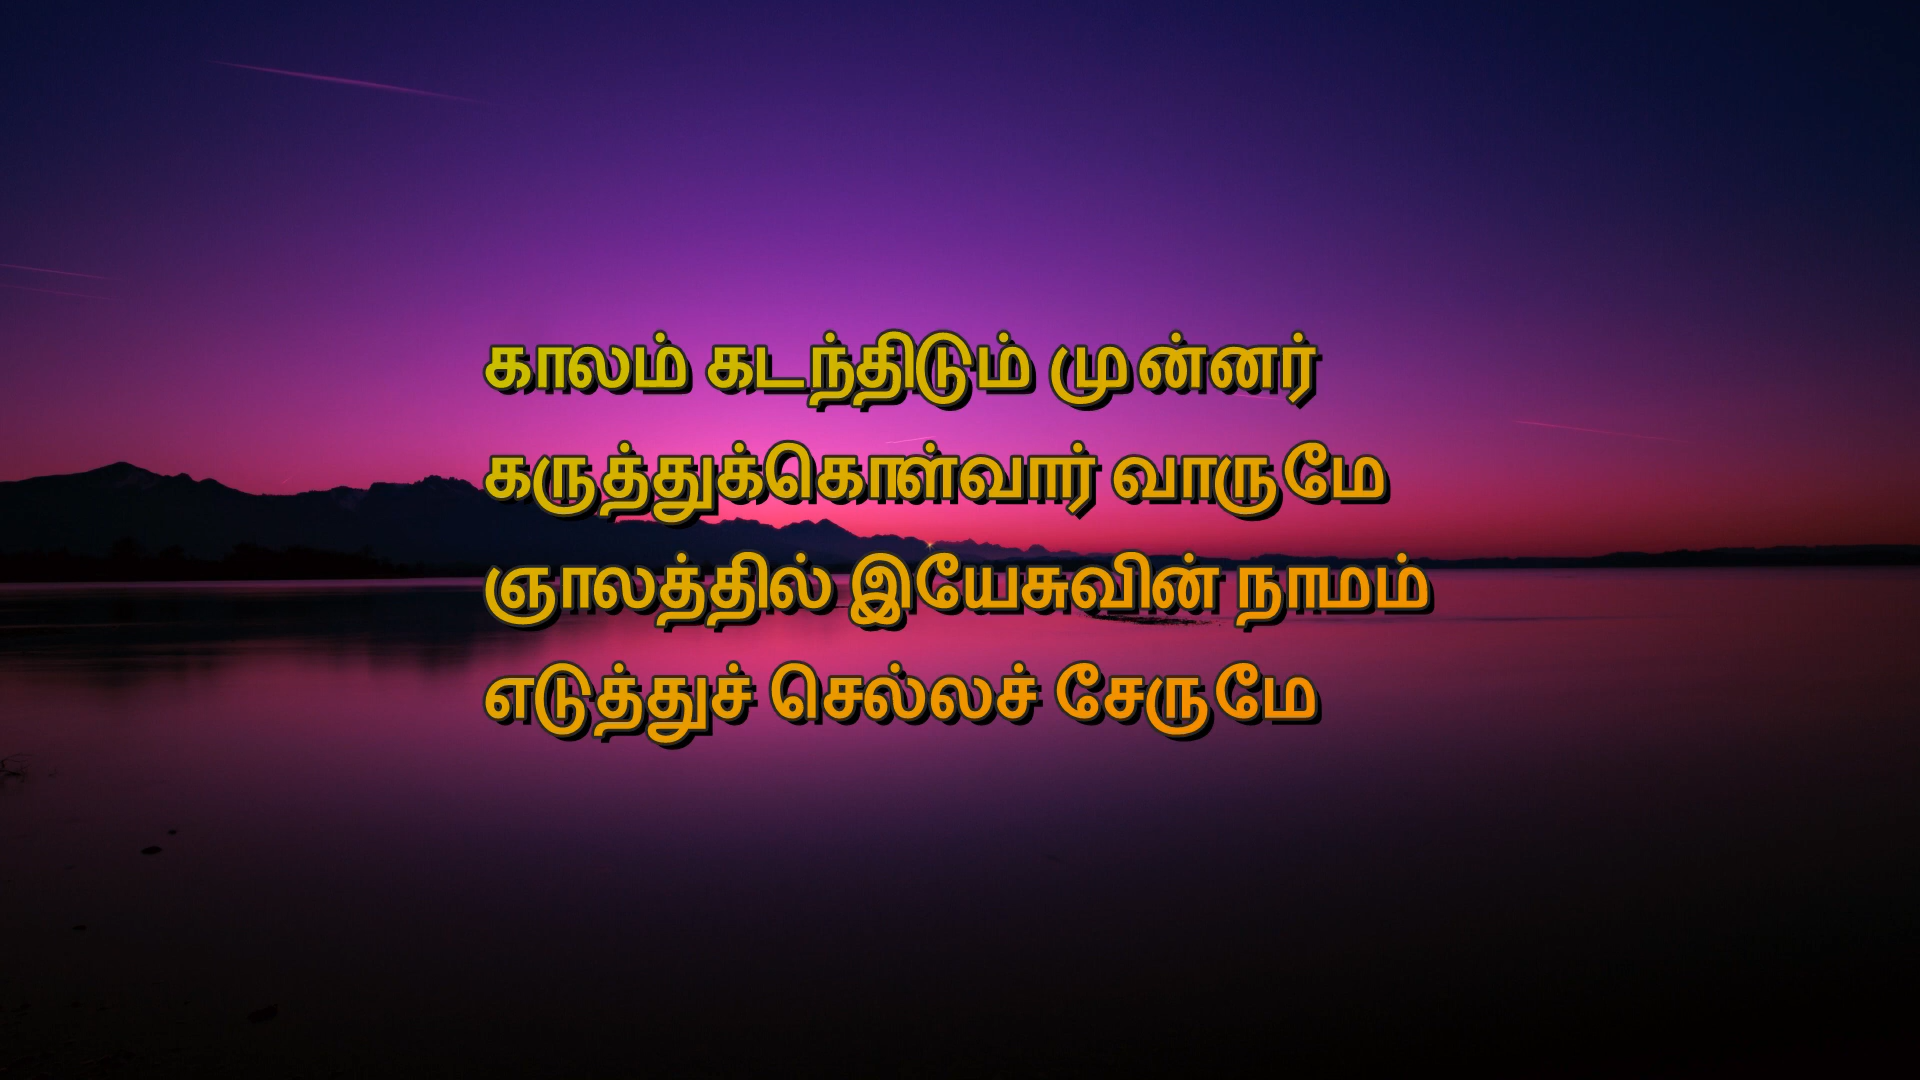 காலம் கடந்திடும் முன்னர்
கருத்துக்கொள்வார் வாருமே
ஞாலத்தில் இயேசுவின் நாமம்
எடுத்துச் செல்லச் சேருமே